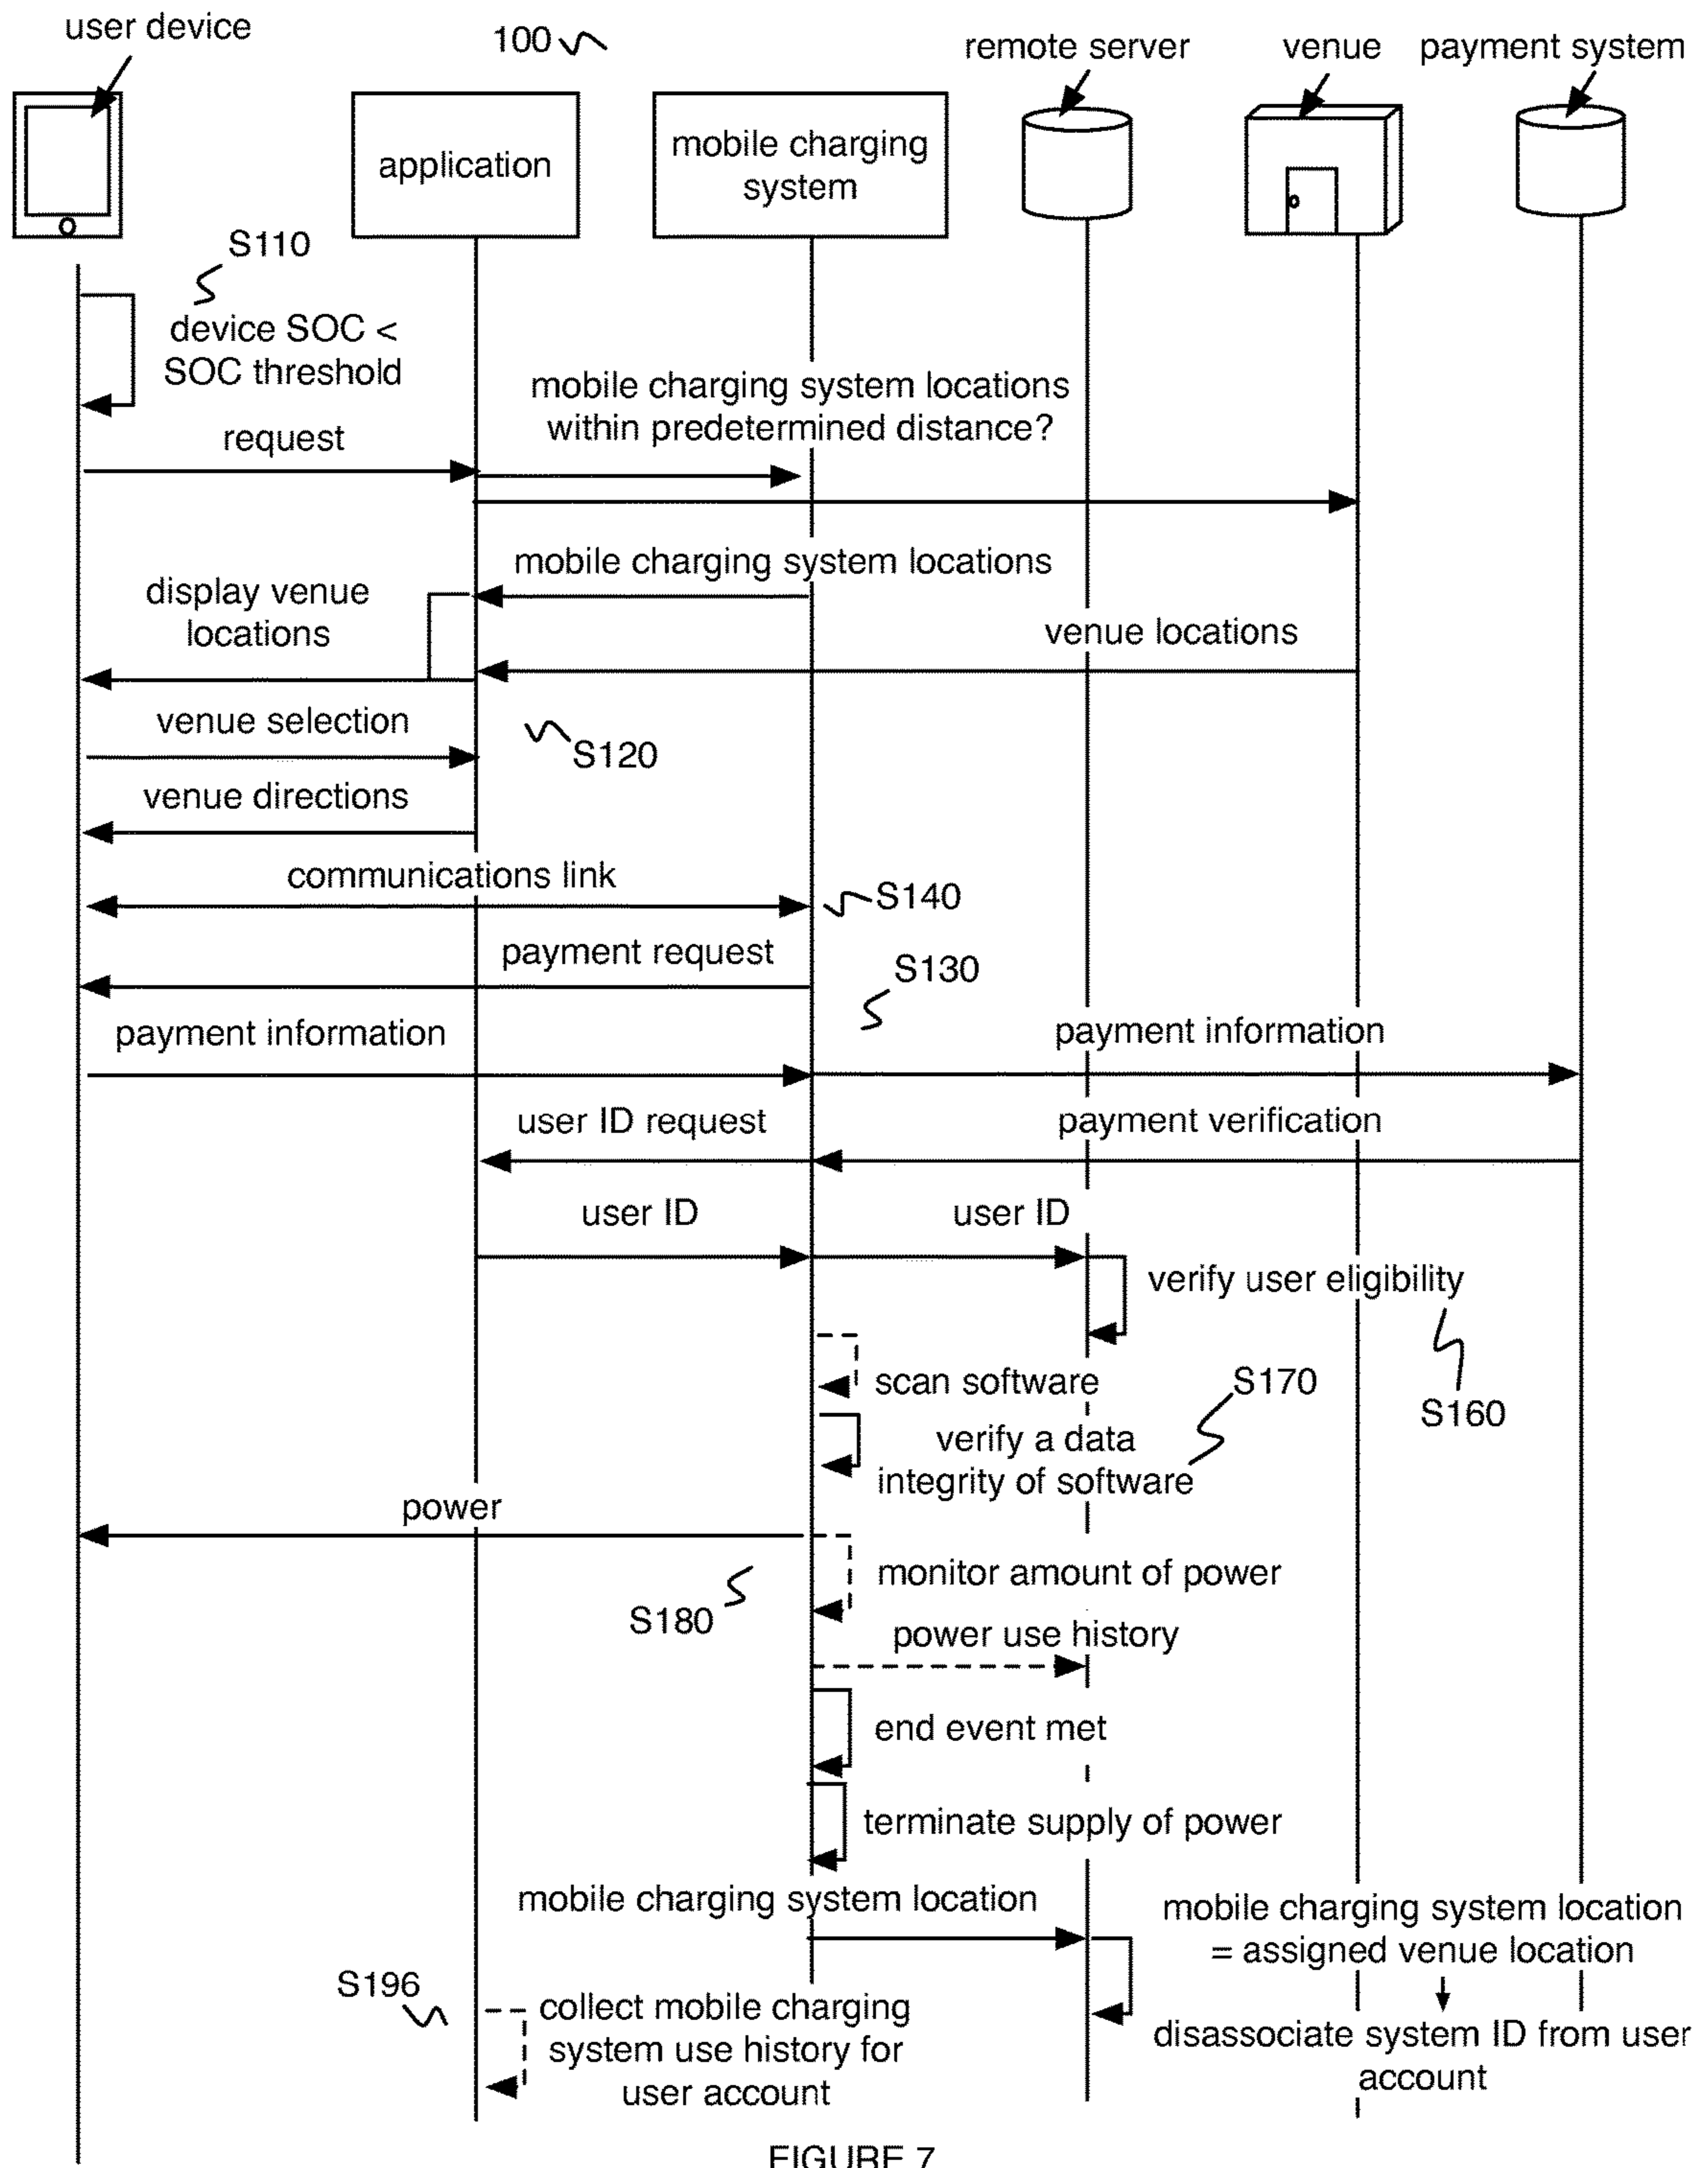 user device
100
remote server
venue
payment system
application
mobile charging
system
S110
device SOC <
SOC threshold
mobile charging system locations
within predetermined distance?
request
mobile charging system locations
display venue
locations
venue locations
venue selection
S120
venue directions
communications link
S140
payment request
S130
payment information
payment information
user ID request
payment verification
user ID
user ID
verify user eligibility
scan software
S170
S160
verify a data
integrity of software
power
monitor amount of power
S180
power use history
end event met
terminate supply of power
mobile charging system location
mobile charging system location
= assigned venue location
S196
collect mobile charging
system use history for
user account
disassociate system ID from user
account
FIGURE 7